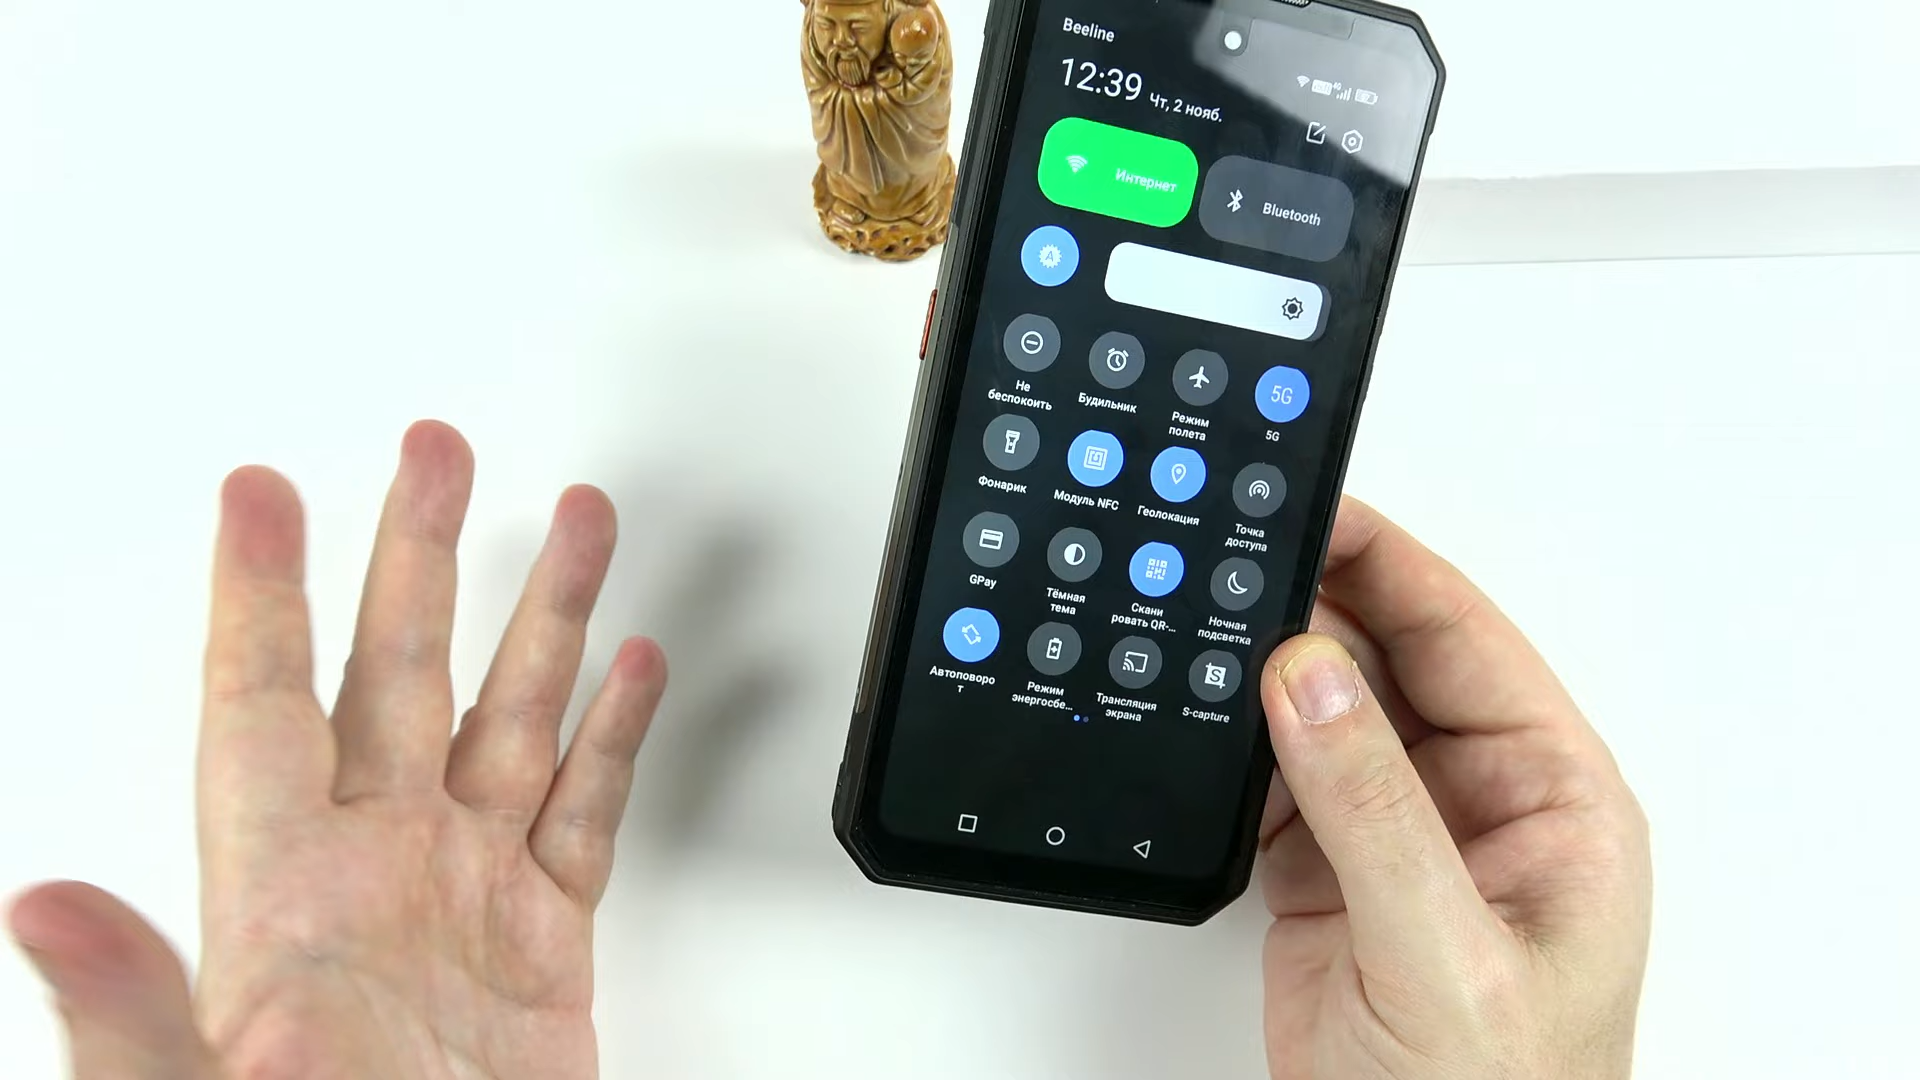 Beeline
12:39 Чт, 2 нояб.
Интернет
Bluetooth
A
Не
беспокоить
Будильник
Режим
полета
5G
5G
Фонарик
Модуль NFC
Геолокация
Точка
доступа
GPay
Тёмная
тема
Скани
ровать QR-...
Ночная
подсветка
Автоповоро
т
Режим
энергосбе...
Трансляция
экрана
S
S-capture